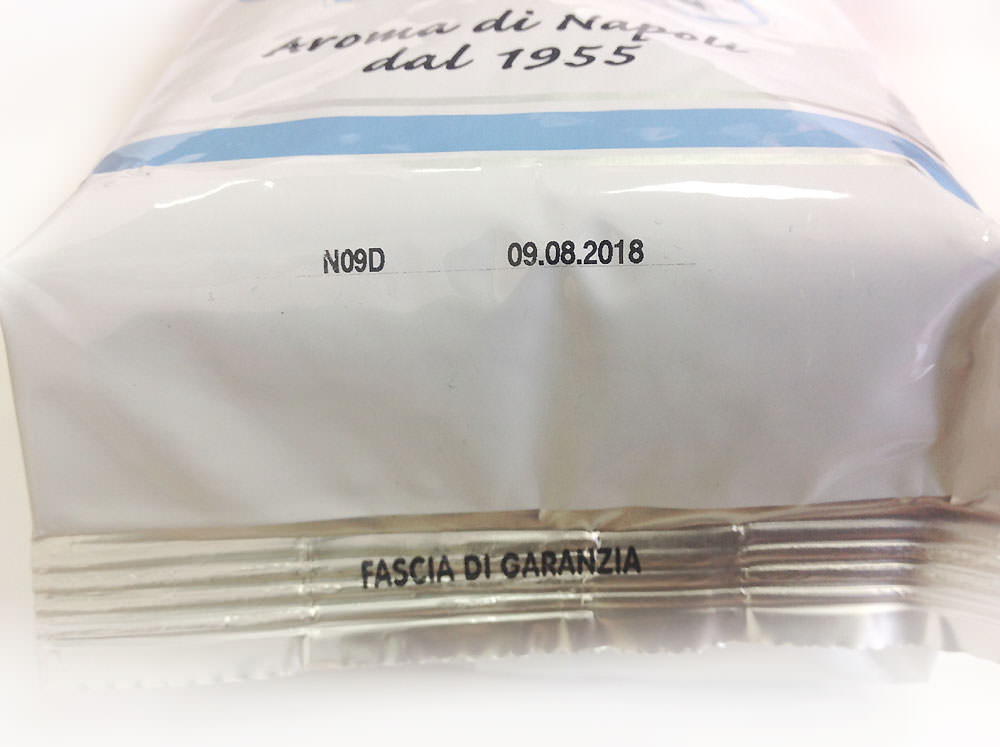 Aroma di Napoli
dal 1955
N09D 09.08.2018
FASCIA DI GARANZIA